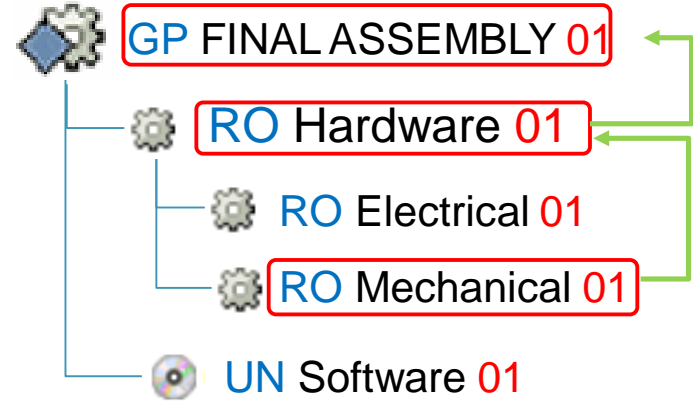 GP FINAL ASSEMBLY 01
RO Hardware 01
RO Electrical 01
RO Mechanical 01
UN Software 01